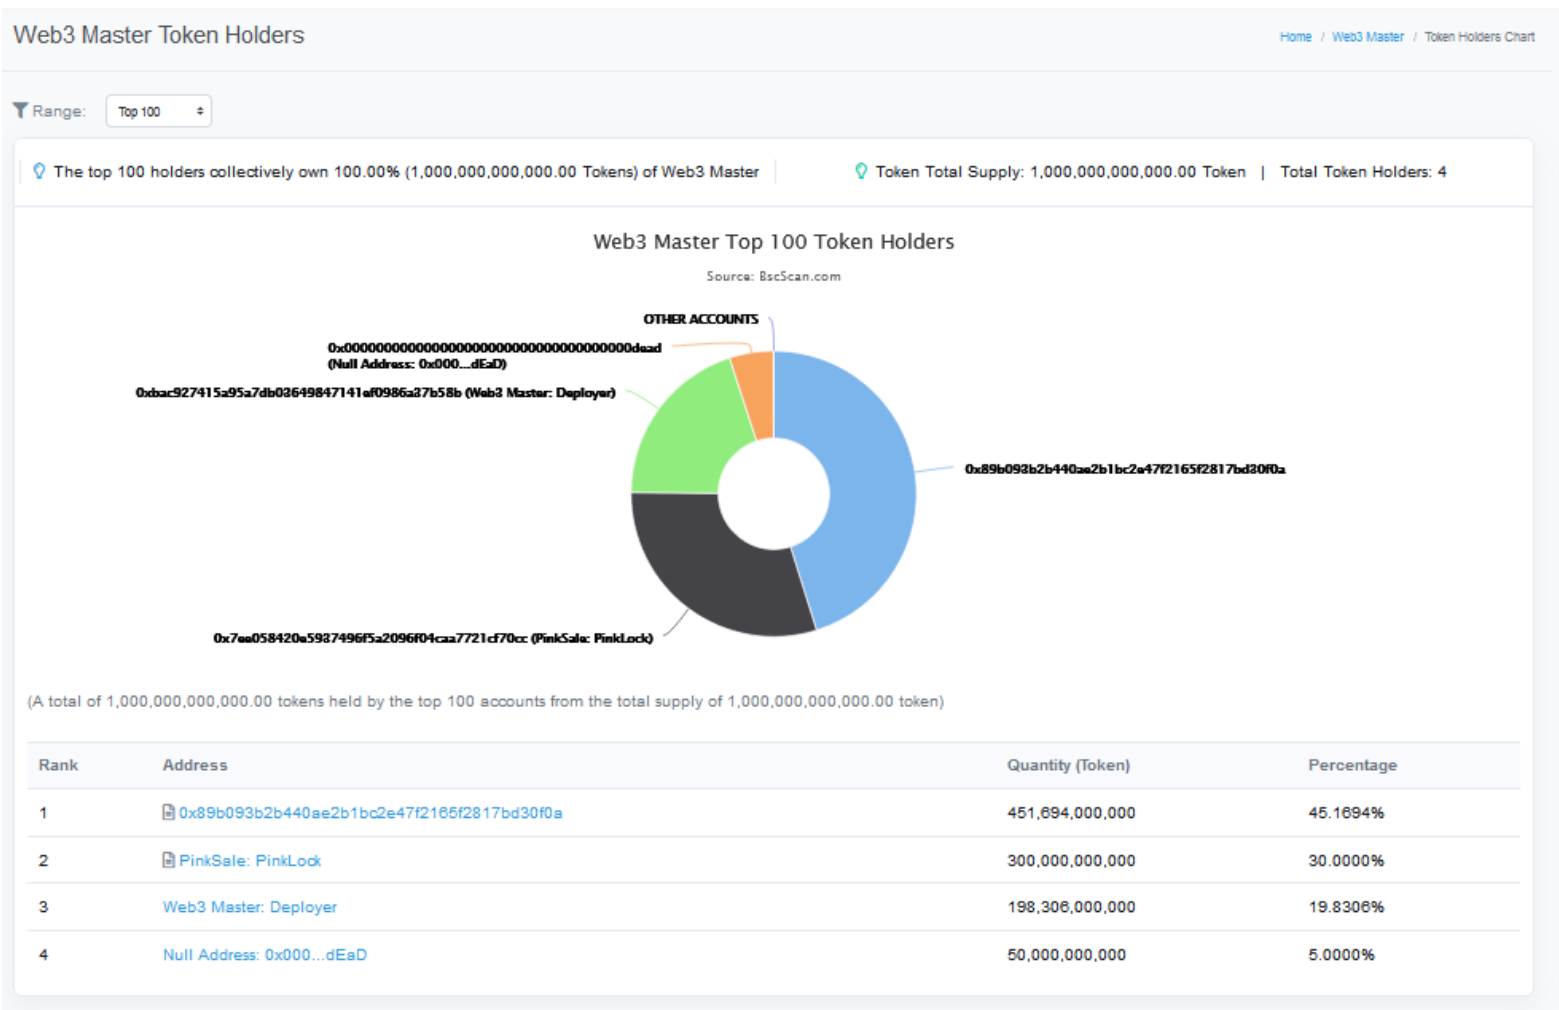 Web3 Master Token Holders
Home / Web3 Master / Token Holders Chart
Range: Top 100
The top 100 holders collectively own 100.00% (1,000,000,000,000.00 Tokens) of Web3 Master
Token Total Supply: 1,000,000,000,000.00 Token | Total Token Holders: 4
Web3 Master Top 100 Token Holders
Source: BscScan.com
OTHER ACCOUNTS
0x000000000000000000000000000000000000dead
(Null Address: 0x000...dEaD)
0xbac927415a95a7db03649847141ef0986a37b58b (Web3 Master: Deployer)
0x89b093b2b440ae2b1bc2e47f2165f2817bd30f0a
0x7ee058420e5937496f5a2096f04caa7721cf70cc (PinkSale: PinkLock)
(A total of 1,000,000,000,000.00 tokens held by the top 100 accounts from the total supply of 1,000,000,000,000.00 token)
Rank Address Quantity (Token) Percentage
1 0x89b093b2b440ae2b1bc2e47f2165f2817bd30f0a 451,694,000,000 45.1694%
2 PinkSale: PinkLock 300,000,000,000 30.0000%
3 Web3 Master: Deployer 198,306,000,000 19.8306%
4 Null Address: 0x000...dEaD 50,000,000,000 5.0000%